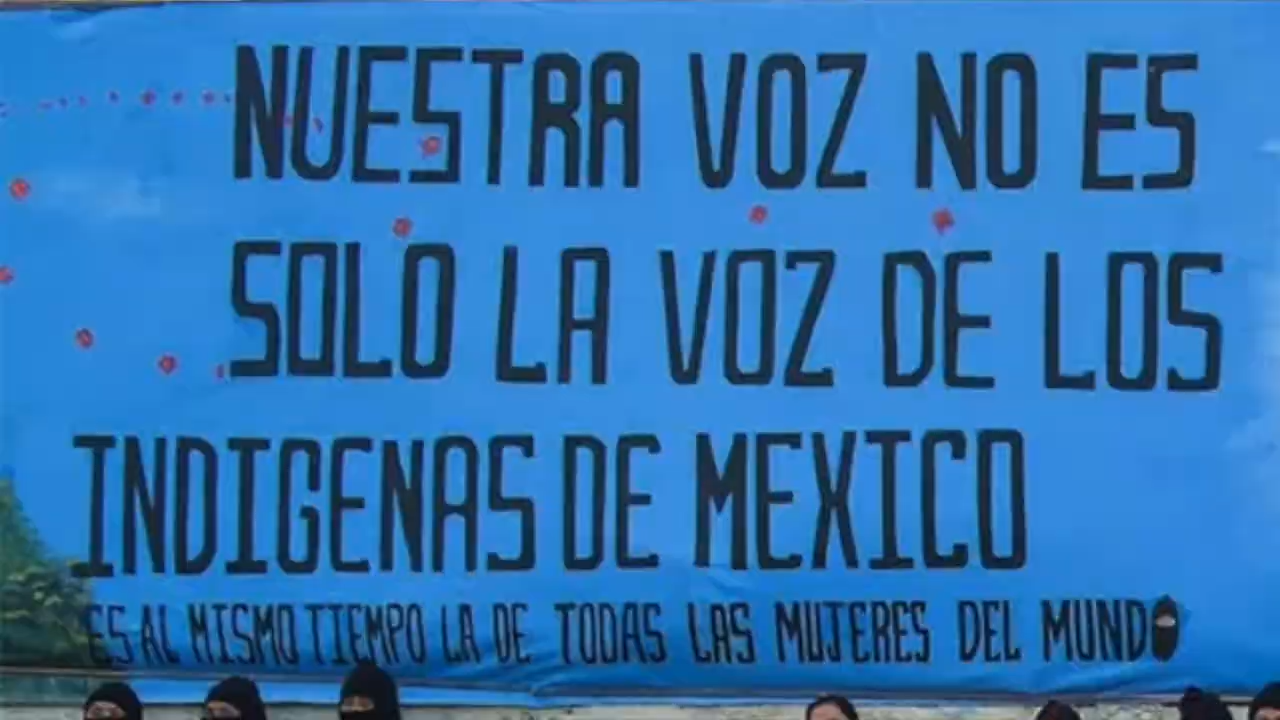 NUESTRA VOZ NO ES
SOLO LA VOZ DE LOS
INDIGENAS DE MEXICO
ES AL MISMO TIEMPO LA DE TODAS LAS MUJERES DEL MUNDO